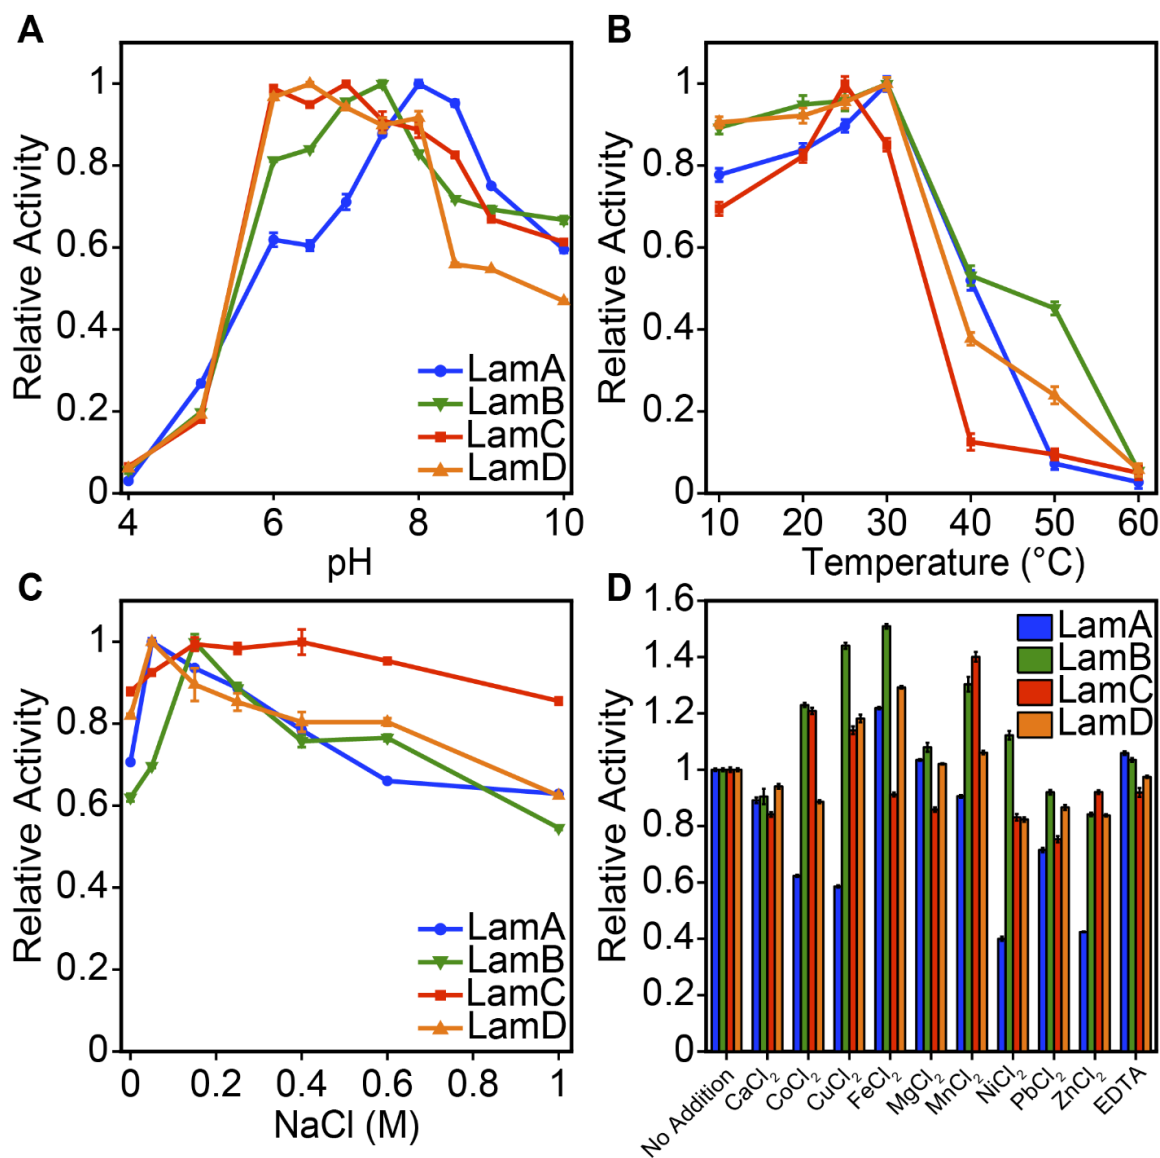 A
Relative Activity
1
0.8
0.6
0.4
0.2
0
4
6
8
10
pH
LamA
LamB
LamC
LamD
B
Relative Activity
1
0.8
0.6
0.4
0.2
0
10
20
30
40
50
60
Temperature (°C)
C
Relative Activity
1
0.8
0.6
0.4
0.2
0
0
0.2
0.4
0.6
0.8
1
NaCl (M)
LamA
LamB
LamC
LamD
D
Relative Activity
1.6
1.4
1.2
1
0.8
0.6
0.4
0.2
0
LamA
LamB
LamC
LamD
No Addition
CaCl₂
CoCl₂
CuCl₂
FeCl₂
MgCl₂
MnCl₂
NiCl₂
PbCl₂
ZnCl₂
EDTA